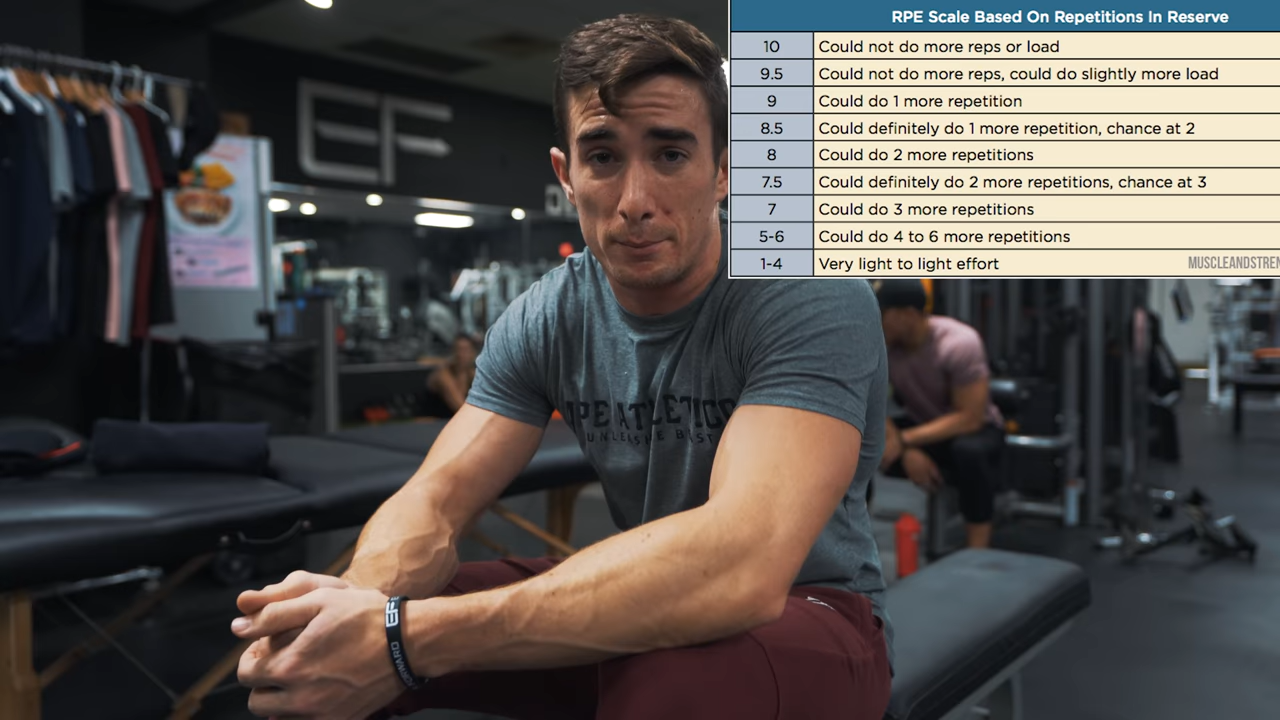 RPE Scale Based On Repetitions In Reserve
10 Could not do more reps or load
9.5 Could not do more reps, could do slightly more load
9 Could do 1 more repetition
8.5 Could definitely do 1 more repetition, chance at 2
8 Could do 2 more repetitions
7.5 Could definitely do 2 more repetitions, chance at 3
7 Could do 3 more repetitions
5-6 Could do 4 to 6 more repetitions
1-4 Very light to light effort
MUSCLEANDSTREN
EF
EF